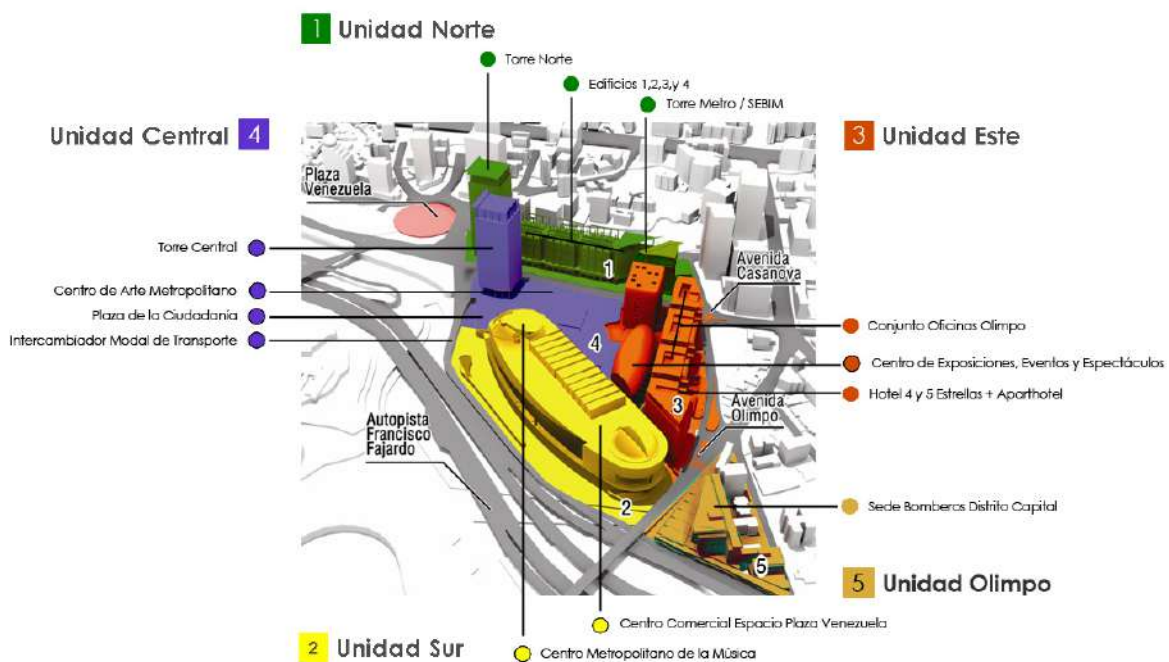 1 Unidad Norte
Torre Norte
Edificios 1,2,3,y 4
Torre Metro / SEBIM
Unidad Central 4
3 Unidad Este
Plaza
Venezuela
Torre Central
Avenida
Casanova
1
Centro de Arte Metropolitano
Plaza de la Ciudadanía
Intercambiador Modal de Transporte
4
Conjunto Oficinas Olimpo
Centro de Exposiciones, Eventos y Espectáculos
Hotel 4 y 5 Estrellas + Aparthotel
3
Avenida
Olimpo
Autopista
Francisco
Fajardo
2
Sede Bomberos Distrito Capital
5
5 Unidad Olimpo
Centro Comercial Espacio Plaza Venezuela
2 Unidad Sur
Centro Metropolitano de la Música